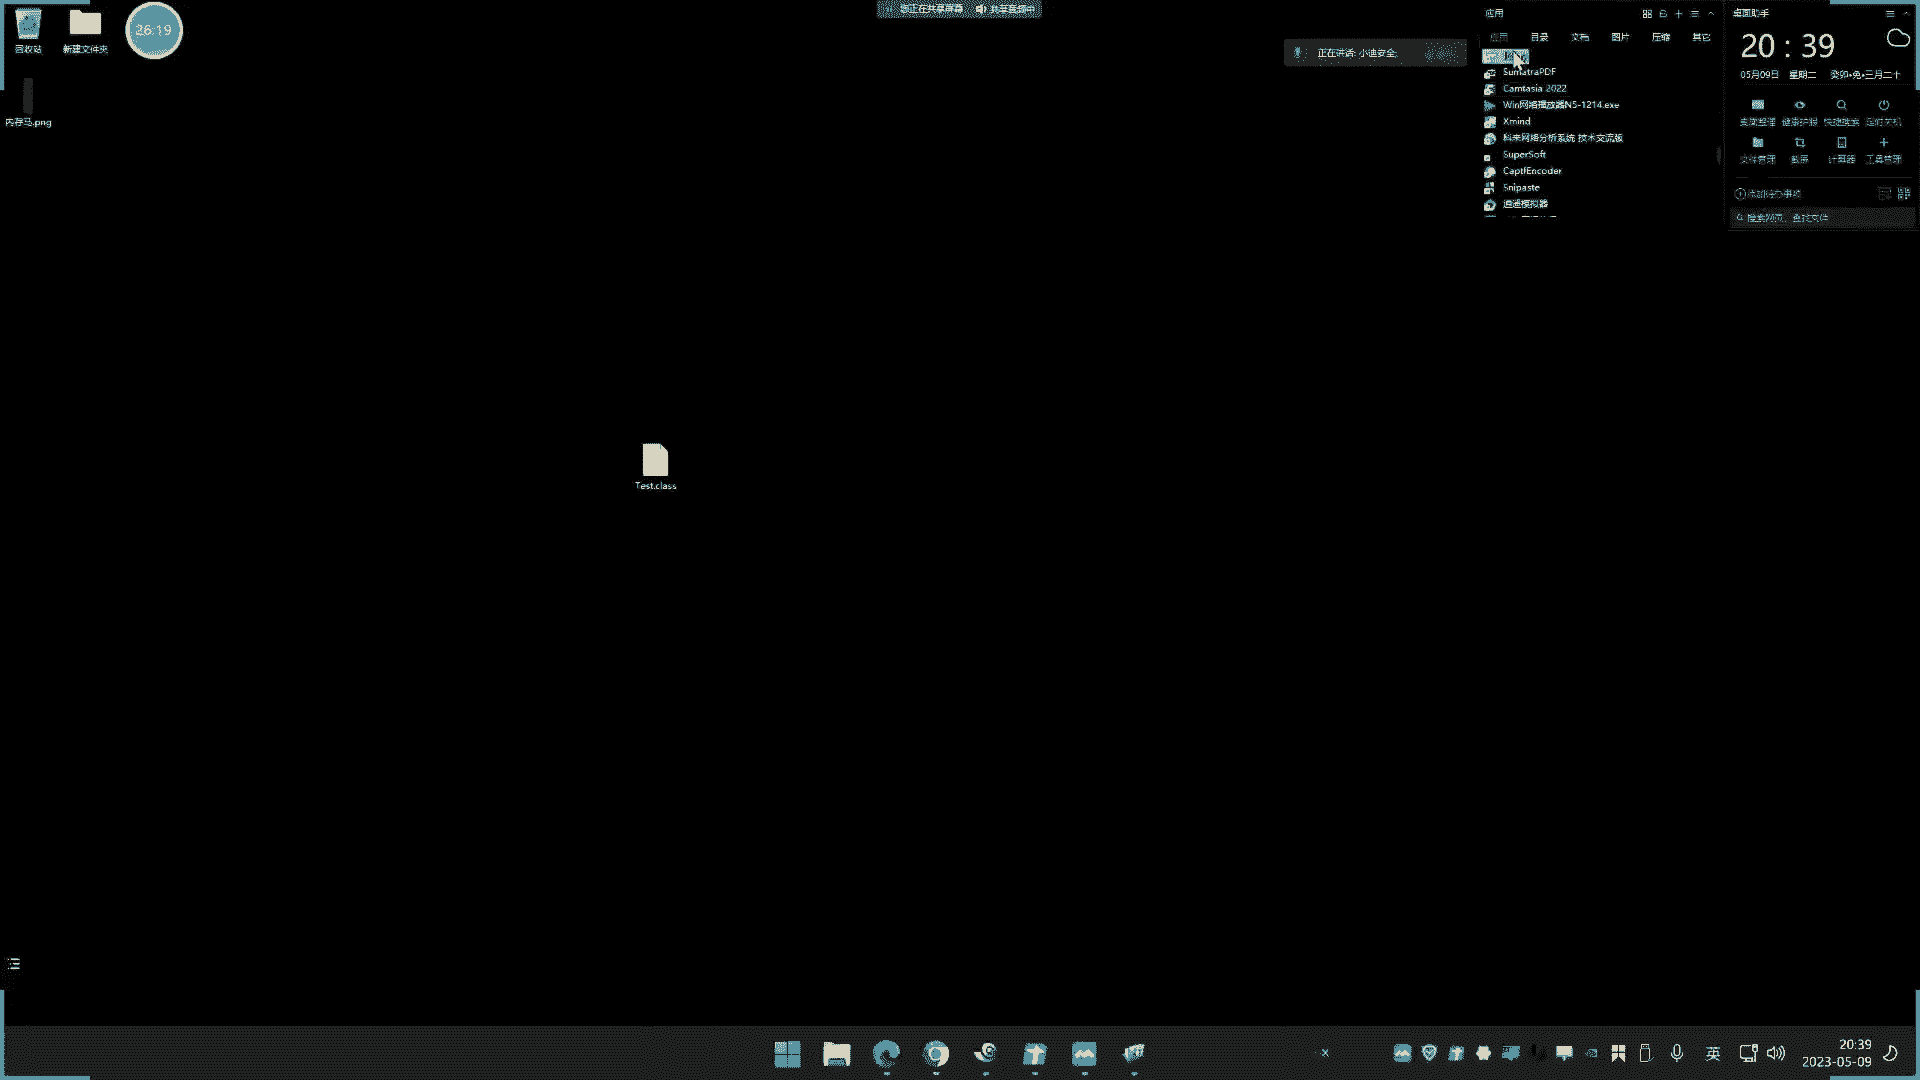 回收站
新建文件夹
26:19
内存马.png
您正在共享屏幕
共享音频中
正在讲话: 小迪安全;
应用
应用 目录 文档 图片 压缩 其它
SumatraPDF
Camtasia 2022
Win网络播放器N5-1214.exe
Xmind
科来网络分析系统 技术交流版
SuperSoft
CaptfEncoder
Snipaste
逍遥模拟器
桌面助手
20 : 39
05月09日 星期二 癸卯•兔•三月二十
桌面整理 健康护眼 快捷搜索 定时关机
文件管理 截屏 计算器 工具管理
添加待办事项
搜索网页、查找文件
Test.class
英
20:39
2023-05-09